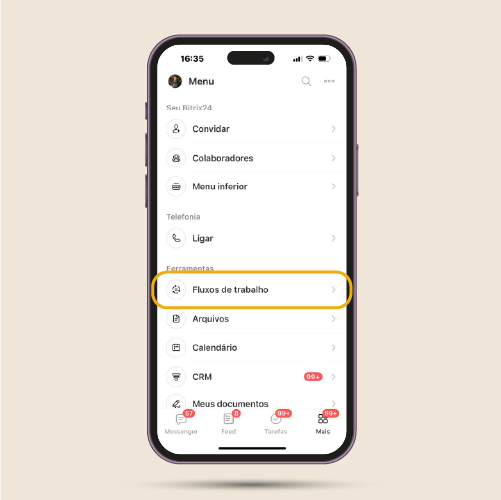 16:35
Menu
Seu Bitrix24
Convidar
Colaboradores
Menu inferior
Telefonia
Ligar
Ferramentas
Fluxos de trabalho
Arquivos
Calendário
CRM 99+
Meus documentos
57 8 99+ 99+
Messenger Feed Tarefas Mais